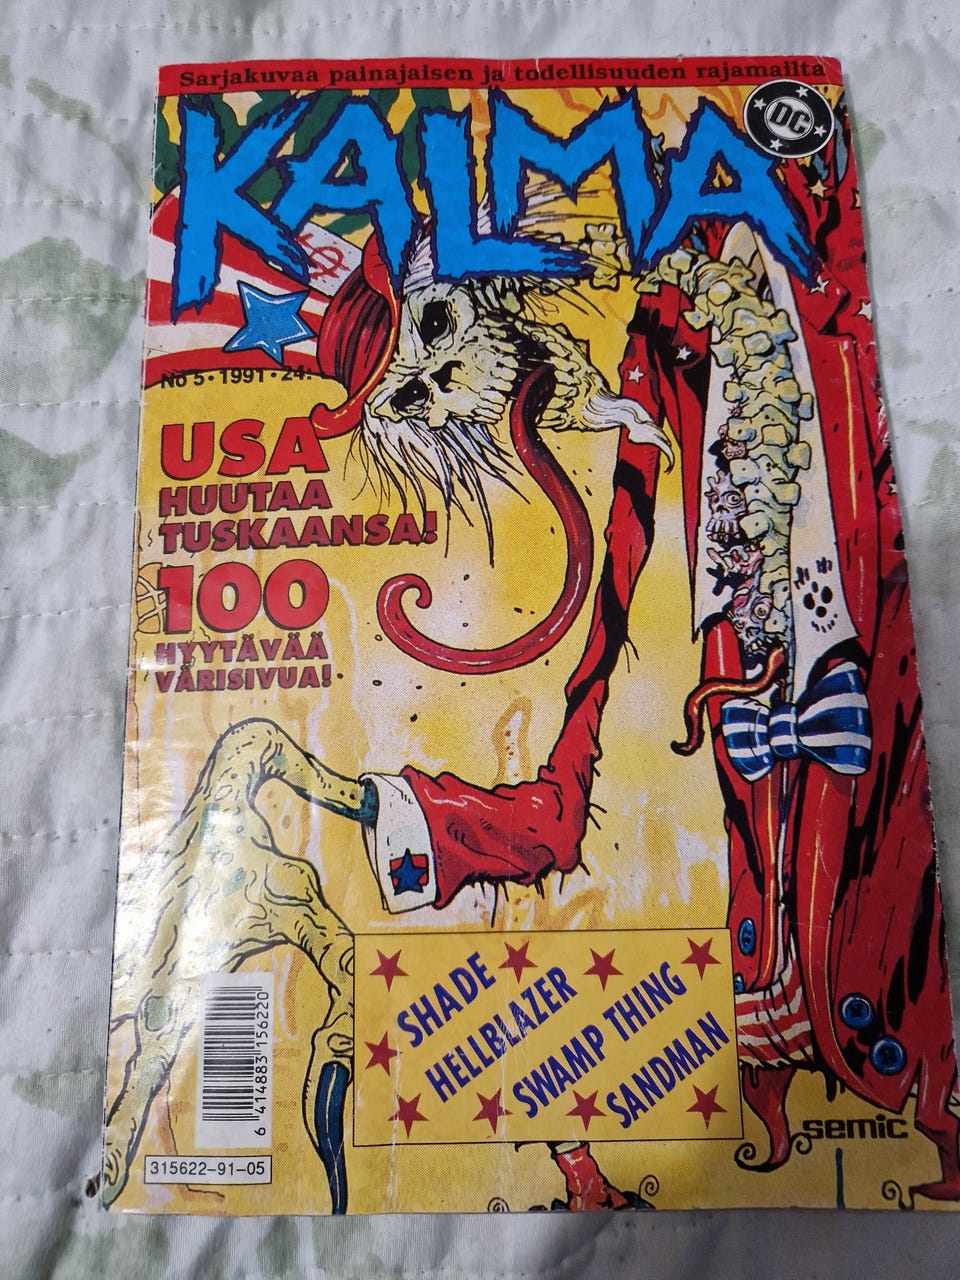 Sarjakuvaa painajaisen ja todellisuuden rajamailta
KALMA
DC
No 5 • 1991 • 24:
USA
HUUTAA
TUSKAANSA!
100
HYYTÄVÄÄ
VÄRISIVUA!
SHADE
HELLBLAZER
SWAMP THING
SANDMAN
6 414883 156220
315622-91-05
semic